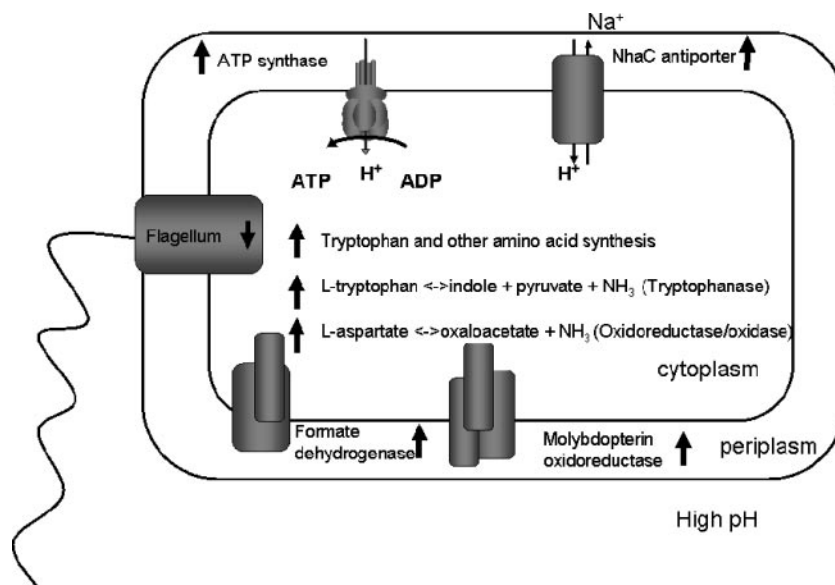 Na⁺
ATP synthase
NhaC antiporter
ATP
H⁺
ADP
H⁺
Flagellum
Tryptophan and other amino acid synthesis
L-tryptophan <->indole + pyruvate + NH₃ (Tryptophanase)
L-aspartate <->oxaloacetate + NH₃ (Oxidoreductase/oxidase)
cytoplasm
Formate
dehydrogenase
Molybdopterin
oxidoreductase
periplasm
High pH